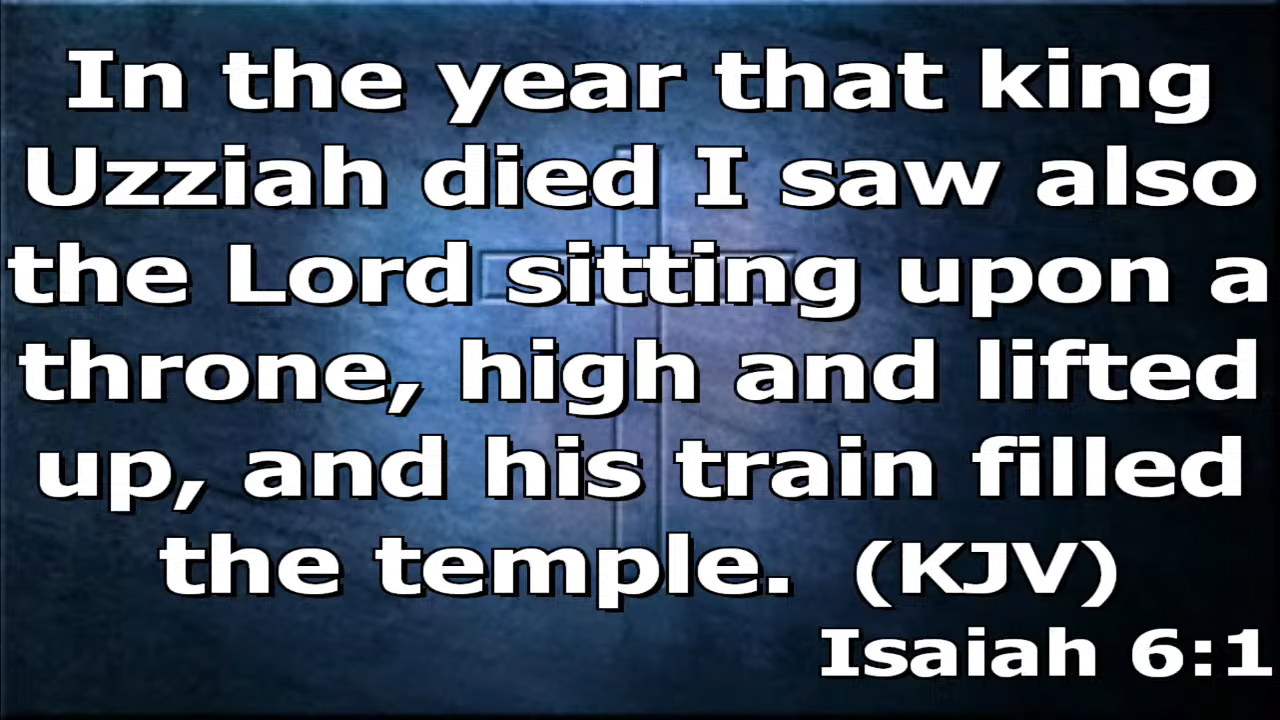 In the year that king
Uzziah died I saw also
the Lord sitting upon a
throne, high and lifted
up, and his train filled
the temple. (KJV)
Isaiah 6:1